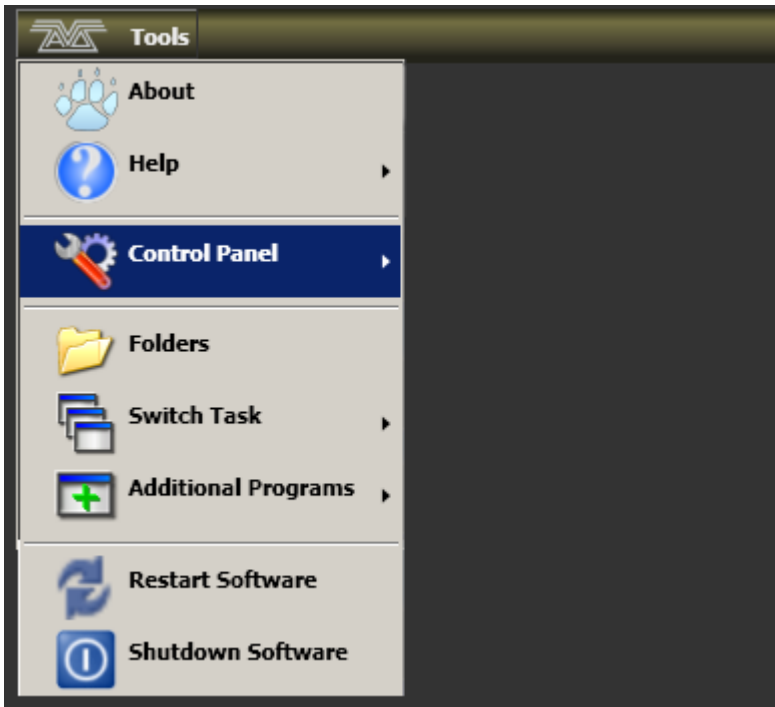 Tools
About
Help
Control Panel
Folders
Switch Task
Additional Programs
Restart Software
Shutdown Software